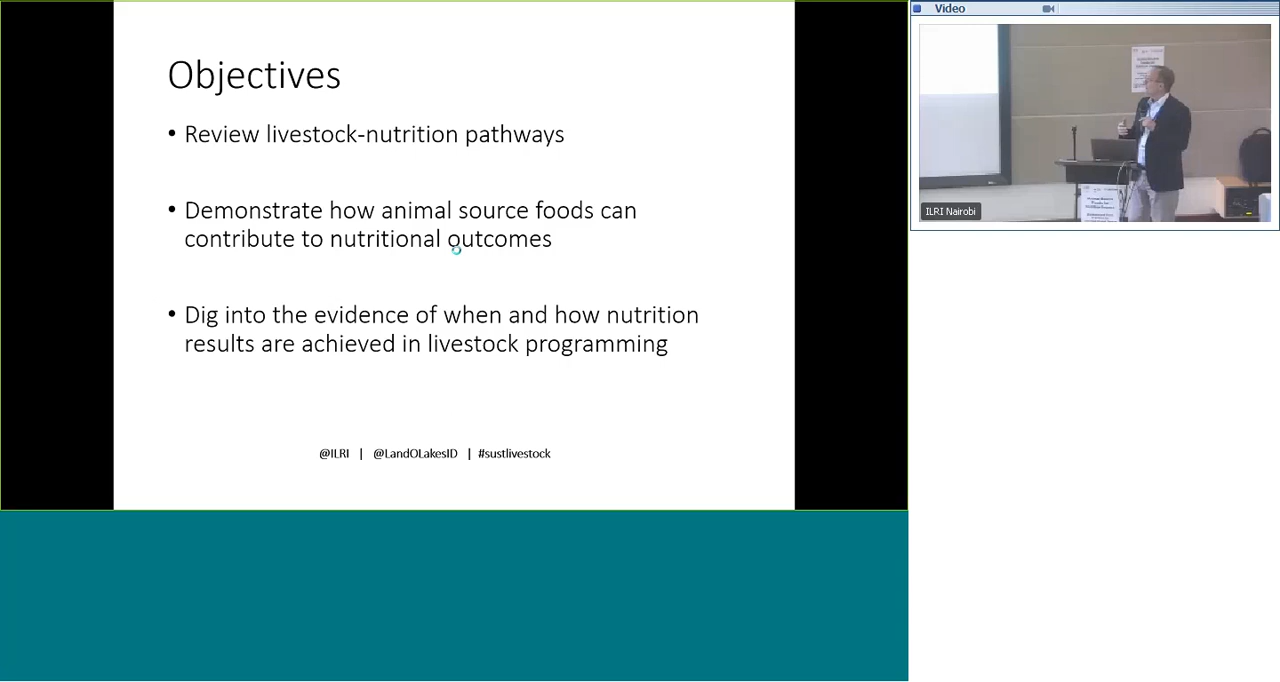 Objectives
• Review livestock-nutrition pathways
• Demonstrate how animal source foods can
contribute to nutritional outcomes
• Dig into the evidence of when and how nutrition
results are achieved in livestock programming
@ILRI | @LandOLakesID | #sustlivestock
Video
ILRI Nairobi